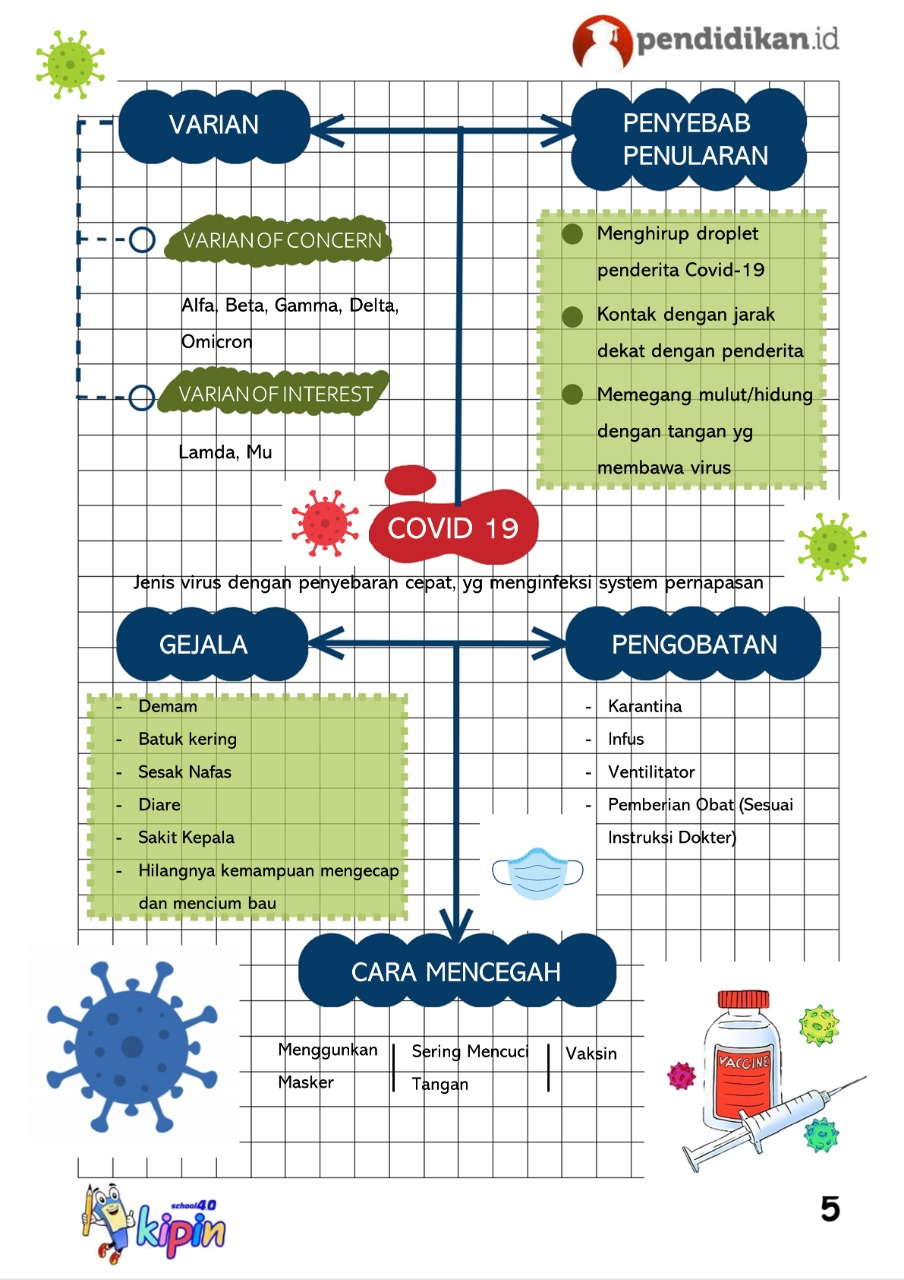 pendidikan.id
VARIAN
PENYEBAB
PENULARAN
VARIAN OF CONCERN
Alfa, Beta, Gamma, Delta,
Omicron
VARIAN OF INTEREST
Lamda, Mu
Menghirup droplet
penderita Covid-19
Kontak dengan jarak
dekat dengan penderita
Memegang mulut/hidung
dengan tangan yg
membawa virus
COVID 19
Jenis virus dengan penyebaran cepat, yg menginfeksi system pernapasan
GEJALA
- Demam
- Batuk kering
- Sesak Nafas
- Diare
- Sakit Kepala
- Hilangnya kemampuan mengecap
dan mencium bau
PENGOBATAN
- Karantina
- Infus
- Ventilitator
- Pemberian Obat (Sesuai
Instruksi Dokter)
CARA MENCEGAH
Menggunkan
Masker
Sering Mencuci
Tangan
Vaksin
VACCINE
school4.0
kipin
5